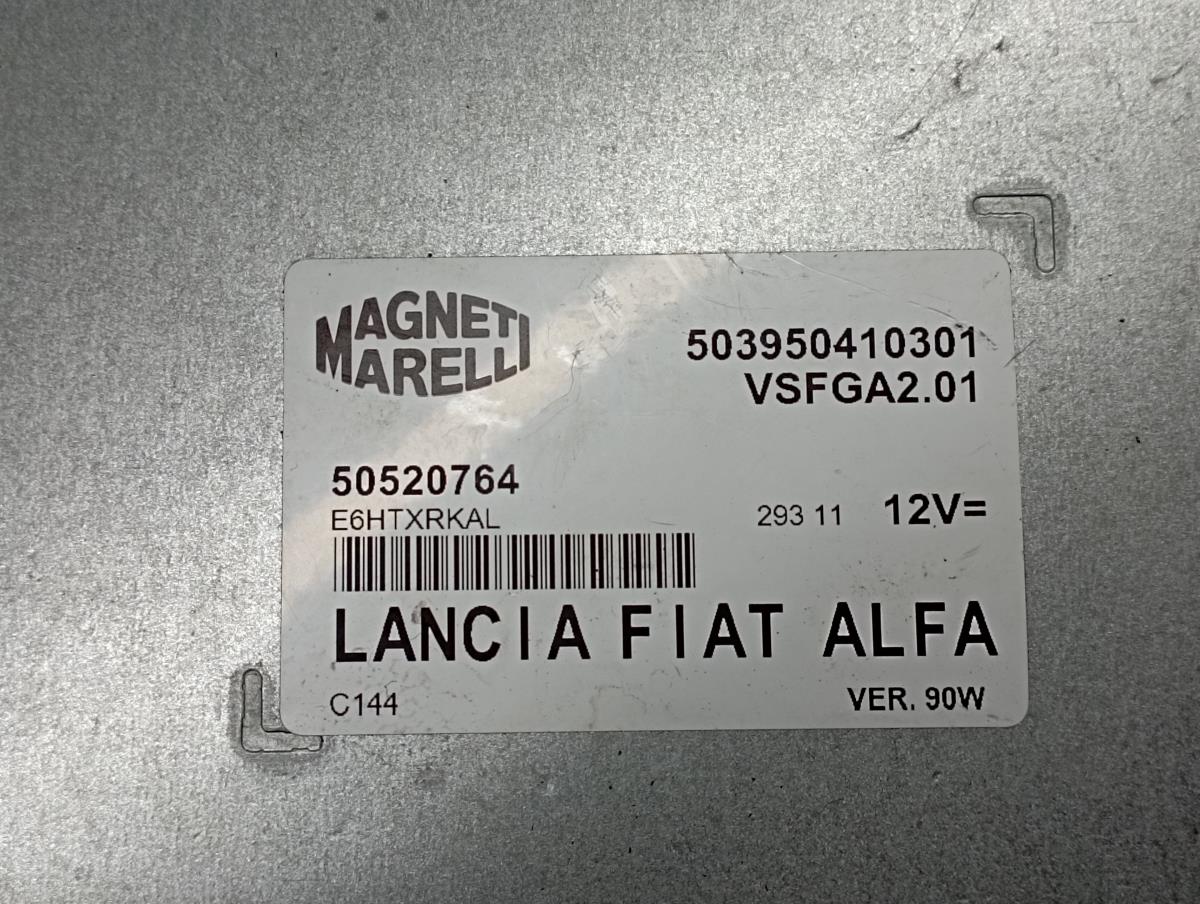 MAGNETI
MARELLI
503950410301
VSFGA2.01
50520764
E6HTXRKAL
293 11 12V=
LANCIA FIAT ALFA
C144
VER. 90W